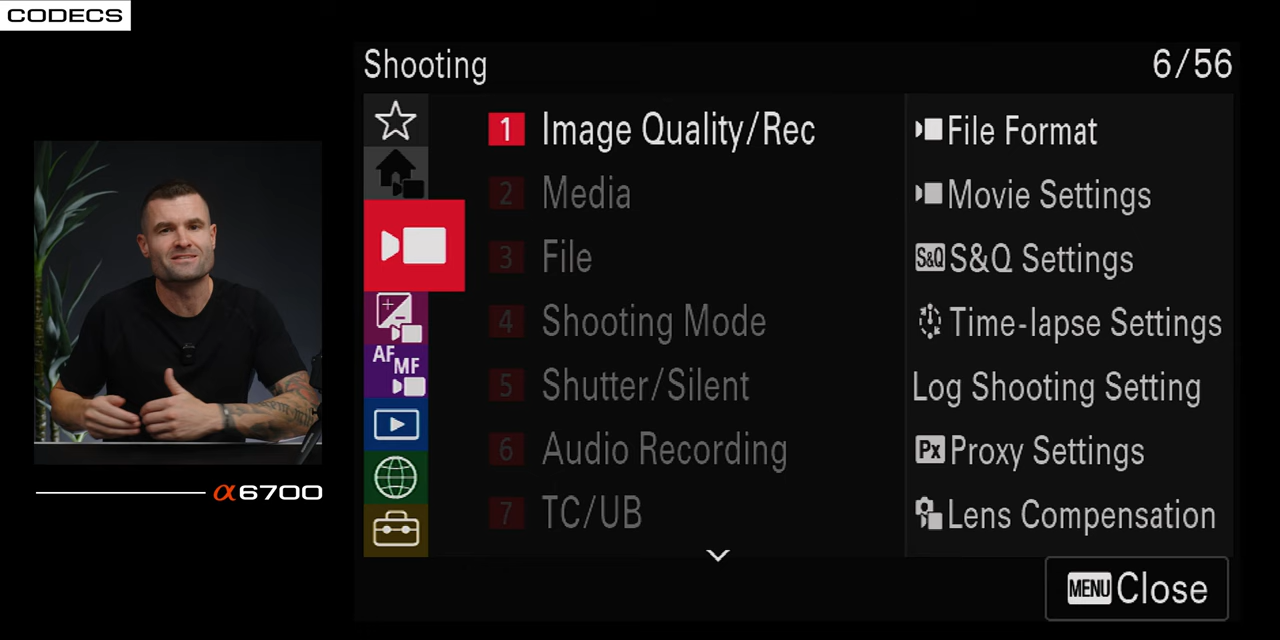 CODECS
Shooting
6/56
1 Image Quality/Rec
2 Media
3 File
4 Shooting Mode
5 Shutter/Silent
6 Audio Recording
7 TC/UB
AF MF
File Format
Movie Settings
S&Q S&Q Settings
Time-lapse Settings
Log Shooting Setting
Px Proxy Settings
Lens Compensation
MENU Close
α6700